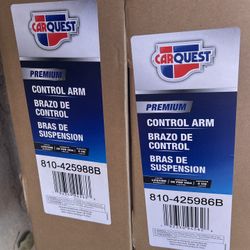 CARQUEST
PREMIUM
CONTROL ARM
BRAZO DE
CONTROL
BRAS DE
SUSPENSION
810-425988B
CARQUEST
PREMIUM
CONTROL ARM
BRAZO DE
CONTROL
BRAS DE
SUSPENSION
810-425986B